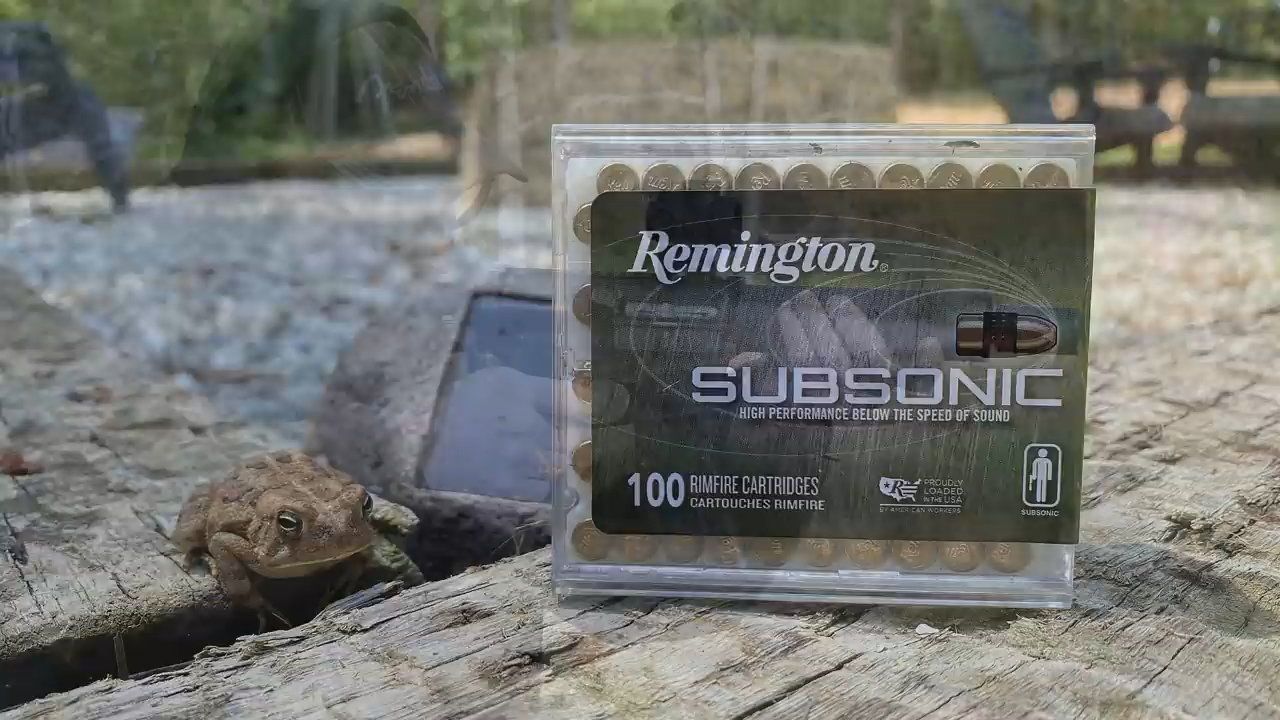 Remington®
SUBSONIC
HIGH PERFORMANCE BELOW THE SPEED OF SOUND
100 RIMFIRE CARTRIDGES
CARTOUCHES RIMFIRE
PROUDLY
LOADED
IN THE USA
BY AMERICAN WORKERS
SUBSONIC